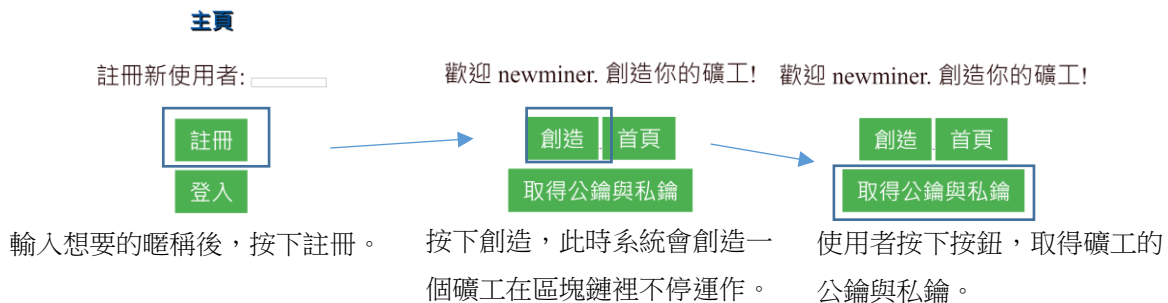 主頁
註冊新使用者:
註冊
登入
輸入想要的暱稱後，按下註冊。
歡迎 newminer. 創造你的礦工!
創造 首頁
取得公鑰與私鑰
按下創造，此時系統會創造一
個礦工在區塊鏈裡不停運作。
歡迎 newminer. 創造你的礦工!
創造 首頁
取得公鑰與私鑰
使用者按下按鈕，取得礦工的
公鑰與私鑰。